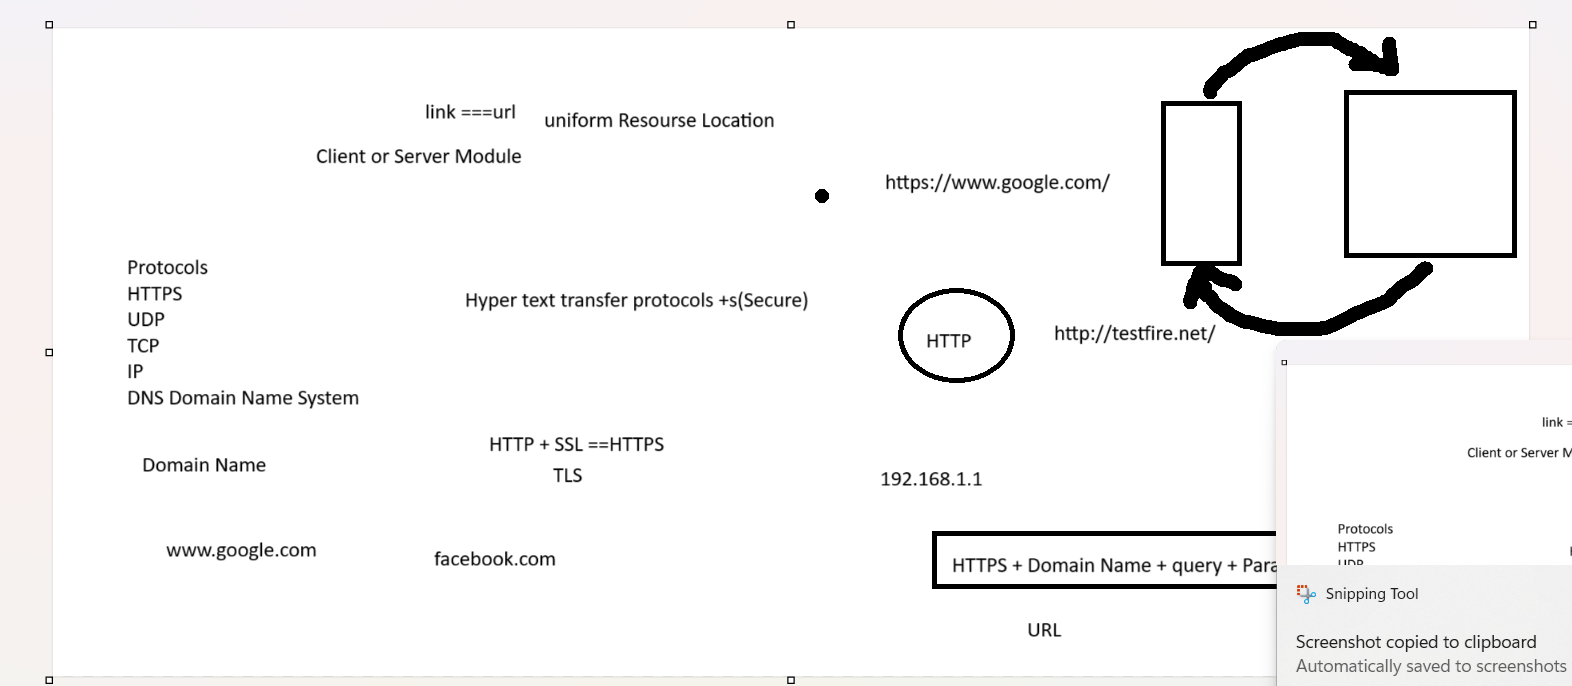 link ===url
uniform Resourse Location
Client or Server Module
https://www.google.com/
Protocols
HTTPS
UDP
TCP
IP
DNS Domain Name System
Hyper text transfer protocols +s(Secure)
HTTP
http://testfire.net/
HTTP + SSL ==HTTPS
TLS
Domain Name
192.168.1.1
www.google.com
facebook.com
HTTPS + Domain Name + query + Para
URL
link =
Client or Server M
Protocols
HTTPS
UDP
Snipping Tool
Screenshot copied to clipboard
Automatically saved to screenshots